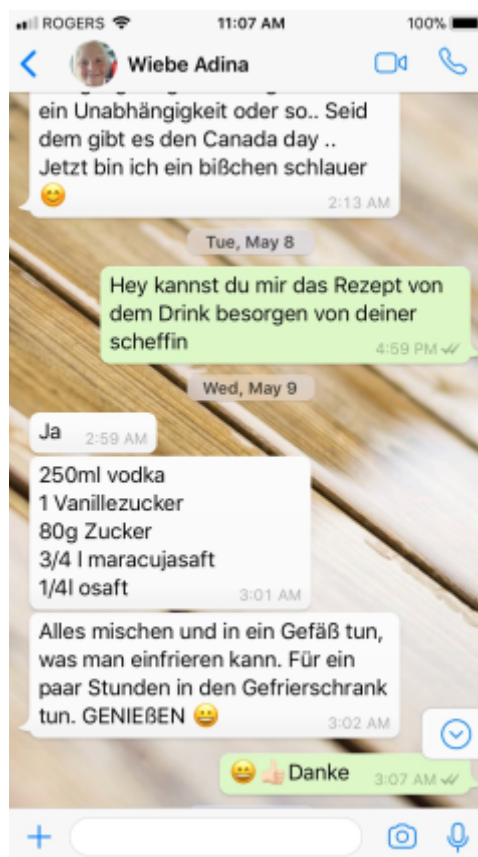 ROGERS 11:07 AM 100%
Wiebe Adina
ein Unabhängigkeit oder so.. Seid
dem gibt es den Canada day ..
Jetzt bin ich ein bißchen schlauer
😊 2:13 AM
Tue, May 8
Hey kannst du mir das Rezept von
dem Drink besorgen von deiner
scheffin 4:59 PM
Wed, May 9
Ja 2:59 AM
250ml vodka
1 Vanillezucker
80g Zucker
3/4 l maracujasaft
1/4l osaft 3:01 AM
Alles mischen und in ein Gefäß tun,
was man einfrieren kann. Für ein
paar Stunden in den Gefrierschrank
tun. GENIEßEN 😀 3:02 AM
😀👍🏻Danke 3:07 AM